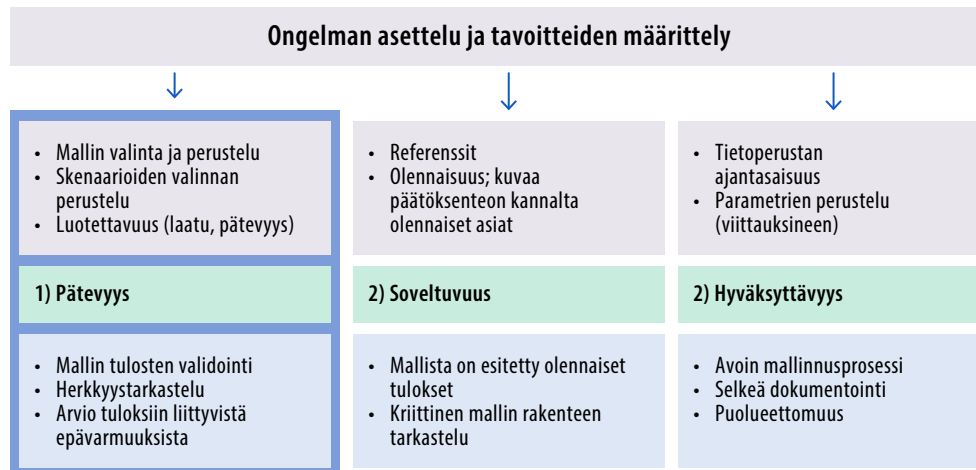 Ongelman asettelu ja tavoitteiden määrittely
• Mallin valinta ja perustelu
• Skenaarioiden valinnan
perustelu
• Luotettavuus (laatu, pätevyys)
1) Pätevyys
• Mallin tulosten validointi
• Herkkyystarkastelu
• Arvio tuloksiin liittyvistä
epävarmuuksista
• Referenssit
• Olennaisuus; kuvaa
päätöksenteon kannalta
olennaiset asiat
2) Soveltuvuus
• Mallista on esitetty olennaiset
tulokset
• Kriittinen mallin rakenteen
tarkastelu
• Tietoperustan
ajantasaisuus
• Parametrien perustelu
(viittauksineen)
2) Hyväksyttävyys
• Avoin mallinnusprosessi
• Selkeä dokumentointi
• Puolueettomuus